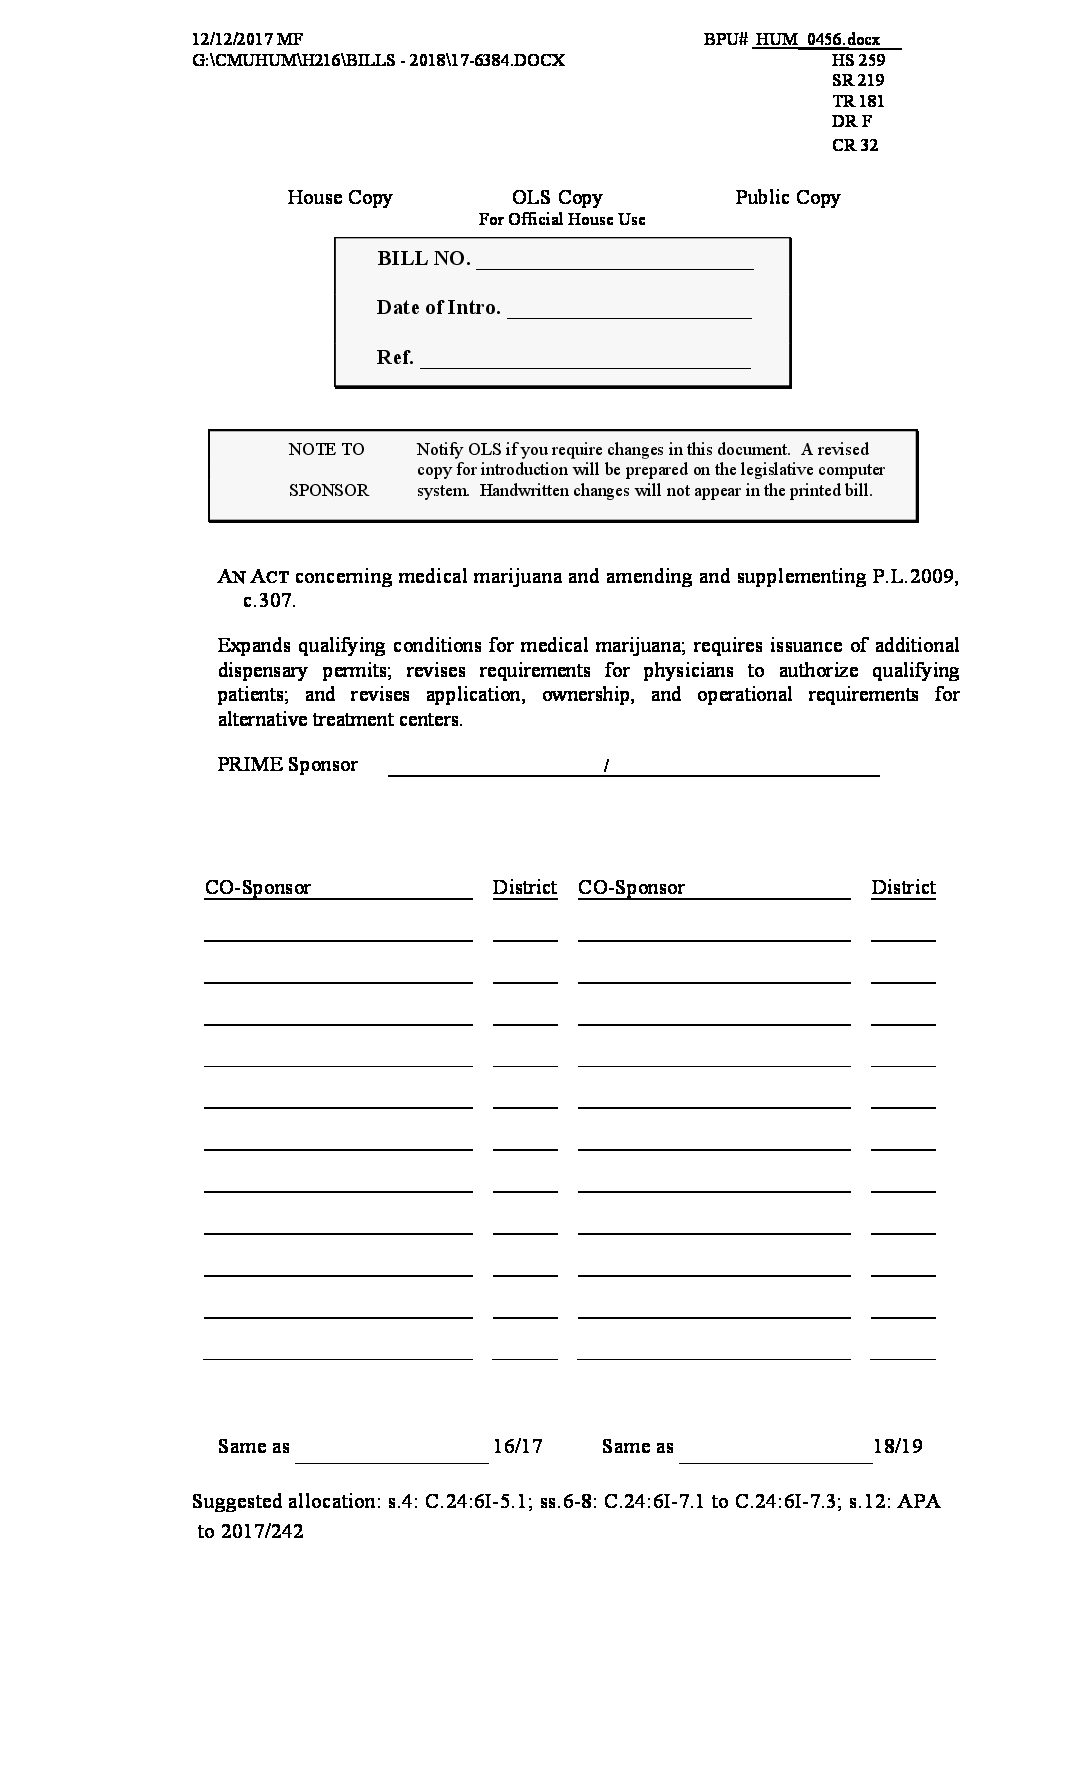 12/12/2017 MF BPU# HUM_0456.docx
G:\CMUHUM\H216\BILLS - 2018\17-6384.DOCX HS 259
SR 219
TR 181
DR F
CR 32
House Copy OLS Copy Public Copy
For Official House Use
BILL NO.
Date of Intro.
Ref.
NOTE TO Notify OLS if you require changes in this document. A revised
copy for introduction will be prepared on the legislative computer
SPONSOR system. Handwritten changes will not appear in the printed bill.
AN ACT concerning medical marijuana and amending and supplementing P.L.2009,
c.307.
Expands qualifying conditions for medical marijuana; requires issuance of additional
dispensary permits; revises requirements for physicians to authorize qualifying
patients; and revises application, ownership, and operational requirements for
alternative treatment centers.
PRIME Sponsor /
CO-Sponsor District CO-Sponsor District
Same as 16/17 Same as 18/19
Suggested allocation: s.4: C.24:6I-5.1; ss.6-8: C.24:6I-7.1 to C.24:6I-7.3; s.12: APA
to 2017/242